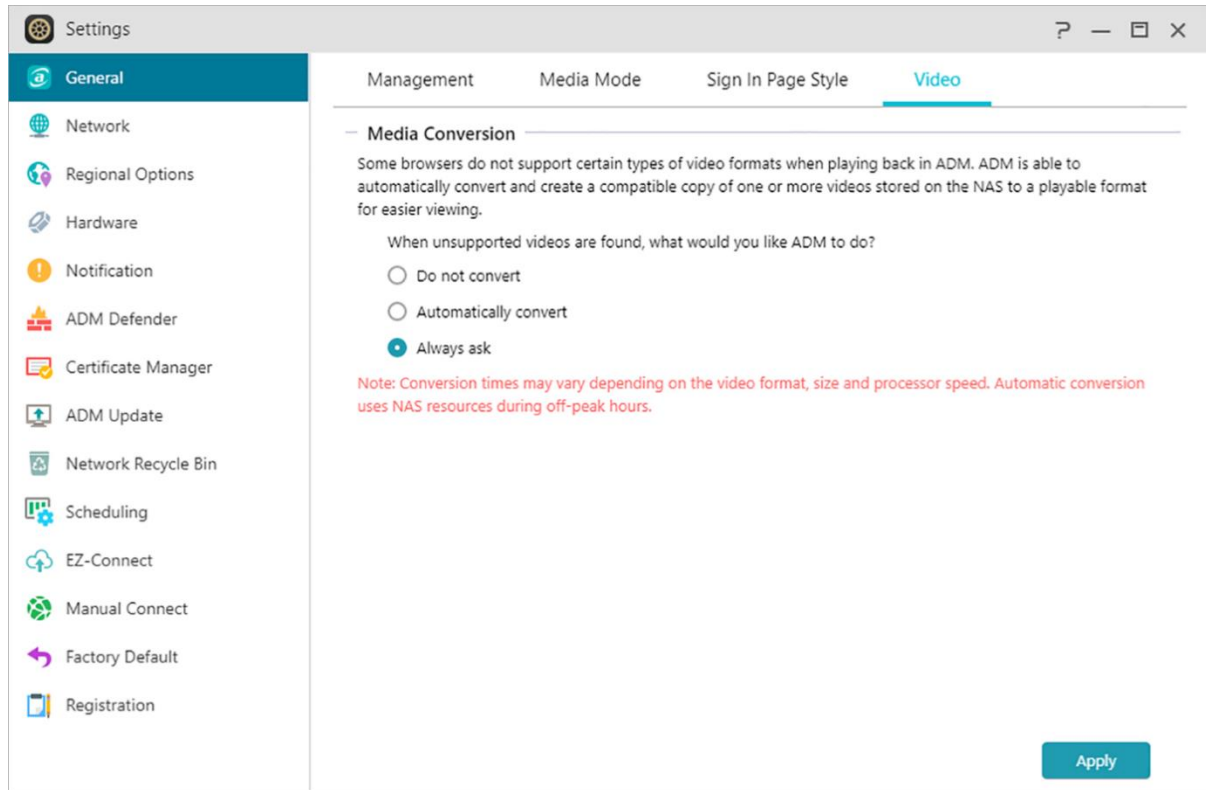 Settings
General
Network
Regional Options
Hardware
Notification
ADM Defender
Certificate Manager
ADM Update
Network Recycle Bin
Scheduling
EZ-Connect
Manual Connect
Factory Default
Registration
Management Media Mode Sign In Page Style Video
Media Conversion
Some browsers do not support certain types of video formats when playing back in ADM. ADM is able to
automatically convert and create a compatible copy of one or more videos stored on the NAS to a playable format
for easier viewing.
When unsupported videos are found, what would you like ADM to do?
Do not convert
Automatically convert
Always ask
Note: Conversion times may vary depending on the video format, size and processor speed. Automatic conversion
uses NAS resources during off-peak hours.
Apply